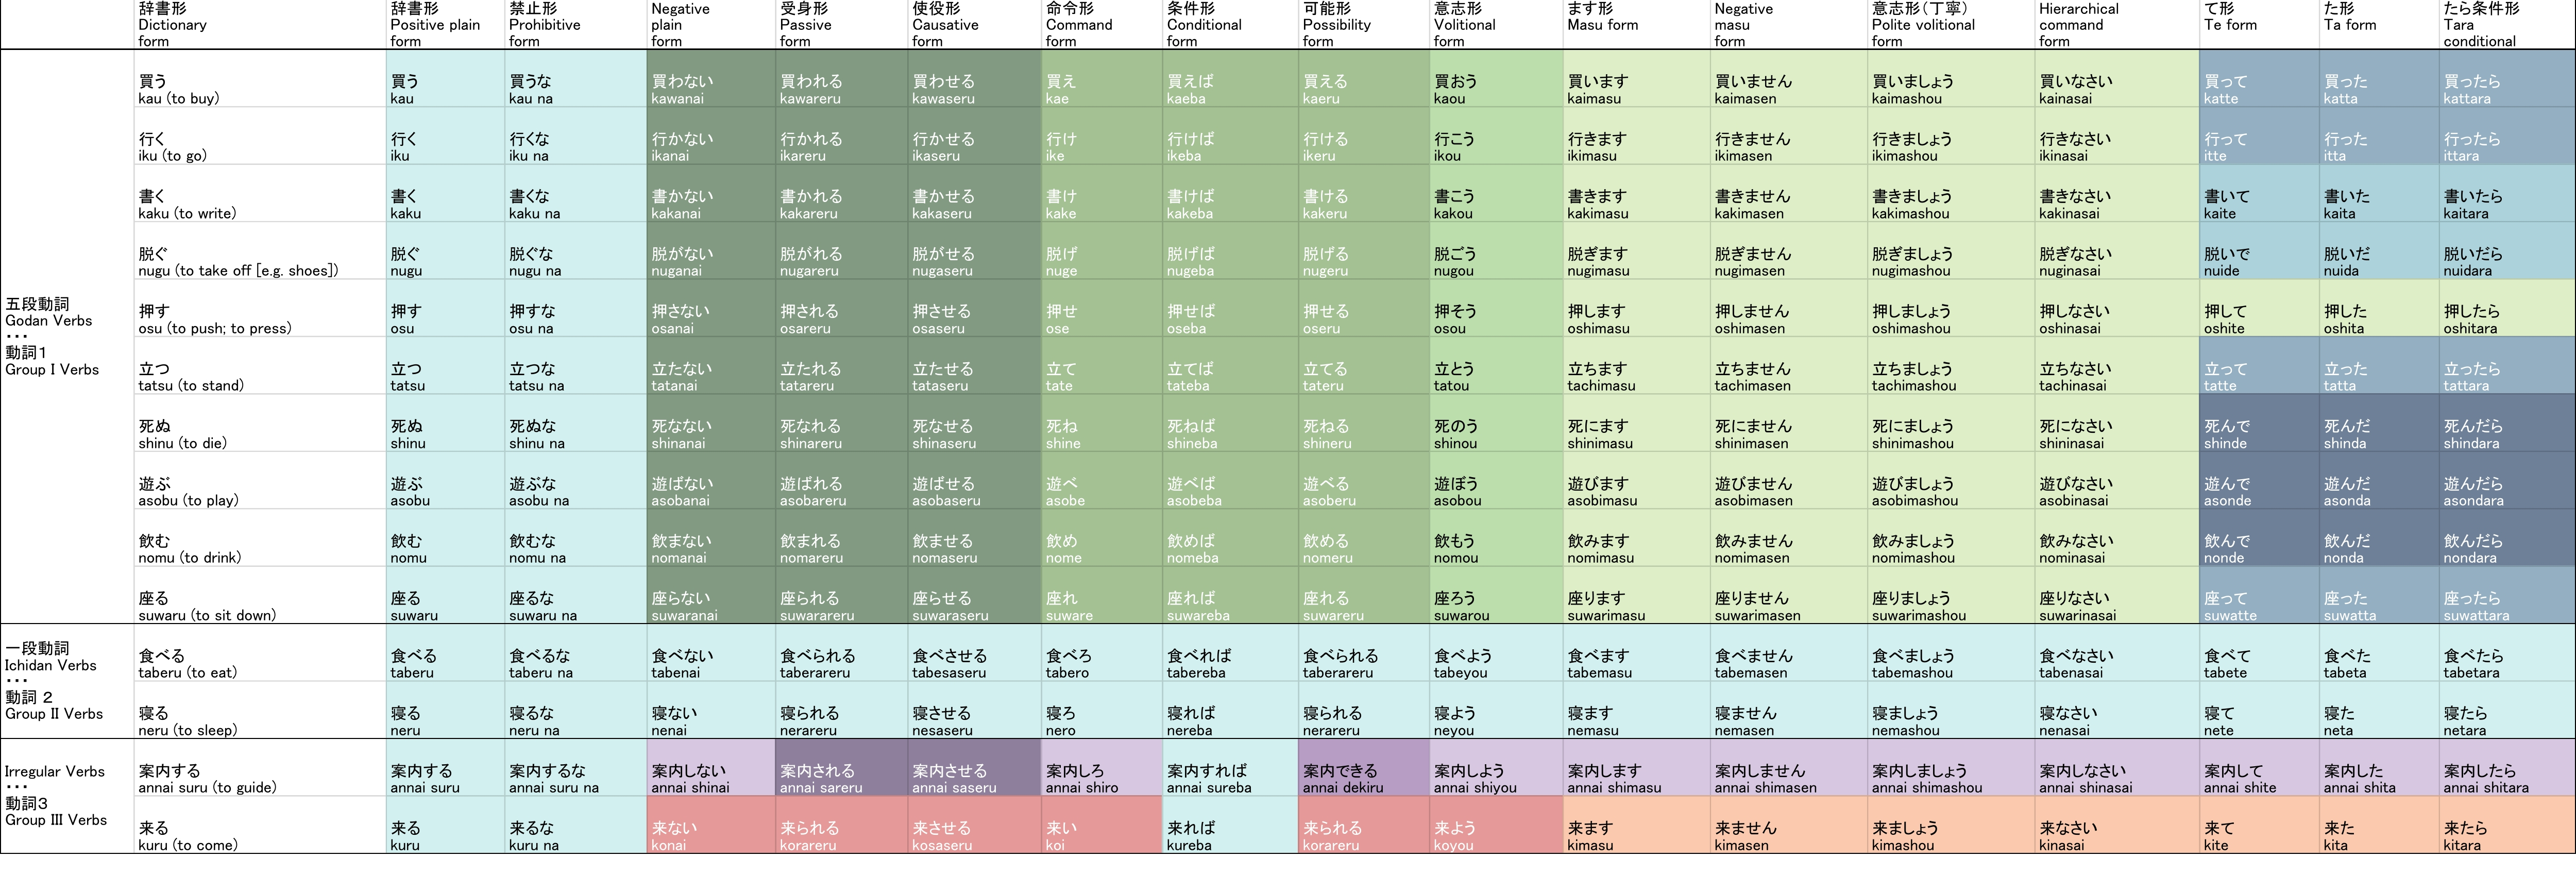 辞書形
Dictionary
form
辞書形
Positive plain
form
禁止形
Prohibitive
form
Negative
plain
form
受身形
Passive
form
使役形
Causative
form
命令形
Command
form
条件形
Conditional
form
可能形
Possibility
form
意志形
Volitional
form
ます形
Masu form
Negative
masu
form
意志形(丁寧)
Polite volitional
form
Hierarchical
command
form
て形
Te form
た形
Ta form
たら条件形
Tara
conditional
五段動詞
Godan Verbs
・・・
動詞1
Group I Verbs
買う 買う 買うな 買わない 買われる 買わせる 買え 買えば 買える 買おう 買います 買いません 買いましょう 買いなさい 買って 買った 買ったら
kau (to buy) kau kau na kawanai kawareru kawaseru kae kaeba kaeru kaou kaimasu kaimasen kaimashou kainasai katte katta kattara
行く 行く 行くな 行かない 行かれる 行かせる 行け 行けば 行ける 行こう 行きます 行きません 行きましょう 行きなさい 行って 行った 行ったら
iku (to go) iku iku na ikanai ikareru ikaseru ike ikeba ikeru ikou ikimasu ikimasen ikimashou ikinasai itte itta ittara
書く 書く 書くな 書かない 書かれる 書かせる 書け 書けば 書ける 書こう 書きます 書きません 書きましょう 書きなさい 書いて 書いた 書いたら
kaku (to write) kaku kaku na kakanai kakareru kakaseru kake kakeba kakeru kakou kakimasu kakimasen kakimashou kakinasai kaite kaita kaitara
脱ぐ 脱ぐ 脱ぐな 脱がない 脱がれる 脱がせる 脱げ 脱げば 脱げる 脱ごう 脱ぎます 脱ぎません 脱ぎましょう 脱ぎなさい 脱いで 脱いだ 脱いだら
nugu (to take off [e.g. shoes]) nugu nugu na nuganai nugareru nugaseru nuge nugeba nugeru nugou nugimasu nugimasen nugimashou nuginasai nuide nuida nuidara
押す 押す 押すな 押さない 押される 押させる 押せ 押せば 押せる 押そう 押します 押しません 押しましょう 押しなさい 押して 押した 押したら
osu (to push; to press) osu osu na osanai osareru osaseru ose oseba oseru osou oshimasu oshimasen oshimashou oshinasai oshite oshita oshitara
立つ 立つ 立つな 立たない 立たれる 立たせる 立て 立てば 立てる 立とう 立ちます 立ちません 立ちましょう 立ちなさい 立って 立った 立ったら
tatsu (to stand) tatsu tatsu na tatanai tatareru tataseru tate tateba tateru tatou tachimasu tachimasen tachimashou tachinasai tatte tatta tattara
死ぬ 死ぬ 死ぬな 死なない 死なれる 死なせる 死ね 死ねば 死ねる 死のう 死にます 死にません 死にましょう 死になさい 死んで 死んだ 死んだら
shinu (to die) shinu shinu na shinanai shinareru shinaseru shine shineba shineru shinou shinimasu shinimasen shinimashou shininasai shinde shinda shindara
遊ぶ 遊ぶ 遊ぶな 遊ばない 遊ばれる 遊ばせる 遊べ 遊べば 遊べる 遊ぼう 遊びます 遊びません 遊びましょう 遊びなさい 遊んで 遊んだ 遊んだら
asobu (to play) asobu asobu na asobanai asobareru asobaseru asobe asobeba asoberu asobou asobimasu asobimasen asobimashou asobinasai asonde asonda asondara
飲む 飲む 飲むな 飲まない 飲まれる 飲ませる 飲め 飲めば 飲める 飲もう 飲みます 飲みません 飲みましょう 飲みなさい 飲んで 飲んだ 飲んだら
nomu (to drink) nomu nomu na nomanai nomareru nomaseru nome nomeba nomeru nomou nomimasu nomimasen nomimashou nominasai nonde nonda nondara
座る 座る 座るな 座らない 座られる 座らせる 座れ 座れば 座れる 座ろう 座ります 座りません 座りましょう 座りなさい 座って 座った 座ったら
suwaru (to sit down) suwaru suwaru na suwaranai suwarareru suwaraseru suware suwareba suwareru suwarou suwarimasu suwarimasen suwarimashou suwarinasai suwatte suwatta suwattara
一段動詞
Ichidan Verbs
・・・
動詞 2
Group II Verbs
食べる 食べる 食べるな 食べない 食べられる 食べさせる 食べろ 食べれば 食べられる 食べよう 食べます 食べません 食べましょう 食べなさい 食べて 食べた 食べたら
taberu (to eat) taberu taberu na tabenai taberareru tabesaseru tabero tabereba taberareru tabeyou tabemasu tabemasen tabemashou tabenasai tabete tabeta tabetara
寝る 寝る 寝るな 寝ない 寝られる 寝させる 寝ろ 寝れば 寝られる 寝よう 寝ます 寝ません 寝ましょう 寝なさい 寝て 寝た 寝たら
neru (to sleep) neru neru na nenai nerareru nesaseru nero nereba nerareru neyou nemasu nemasen nemashou nenasai nete neta netara
Irregular Verbs
・・・
動詞3
Group III Verbs
案内する 案内する 案内するな 案内しない 案内される 案内させる 案内しろ 案内すれば 案内できる 案内しよう 案内します 案内しません 案内しましょう 案内しなさい 案内して 案内した 案内したら
annai suru (to guide) annai suru annai suru na annai shinai annai sareru annai saseru annai shiro annai sureba annai dekiru annai shiyou annai shimasu annai shimasen annai shimashou annai shinasai annai shite annai shita annai shitara
来る 来る 来るな 来ない 来られる 来させる 来い 来れば 来られる 来よう 来ます 来ません 来ましょう 来なさい 来て 来た 来たら
kuru (to come) kuru kuru na konai korareru kosaseru koi kureba korareru koyou kimasu kimasen kimashou kinasai kite kita kitara